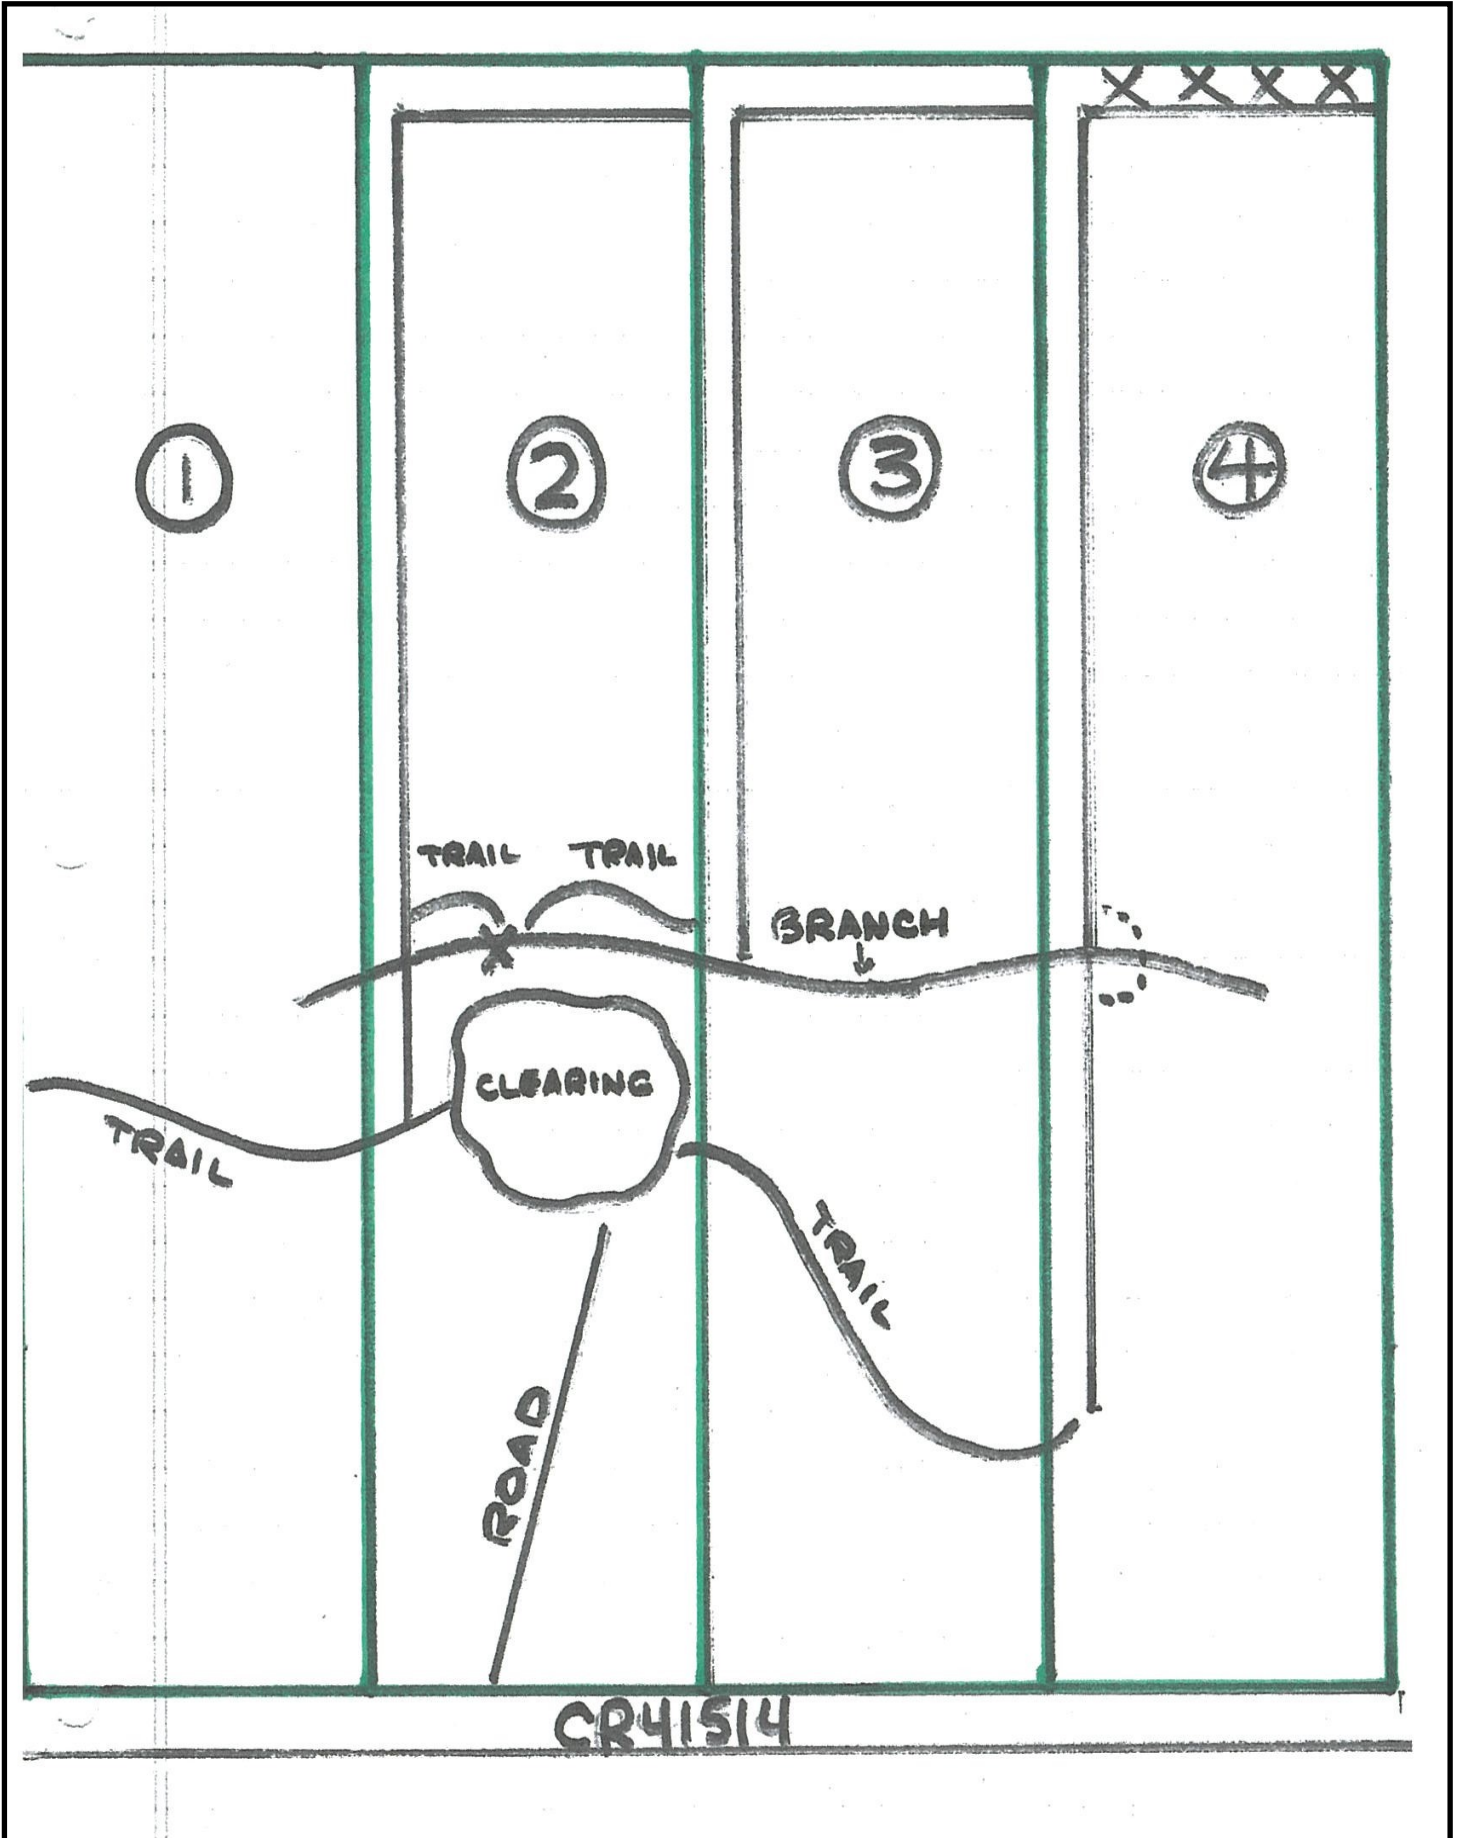 X X X X
1 2 3 4
TRAIL TRAIL
BRANCH
X
CLEARING
TRAIL
TRAIL
ROAD
CR41514